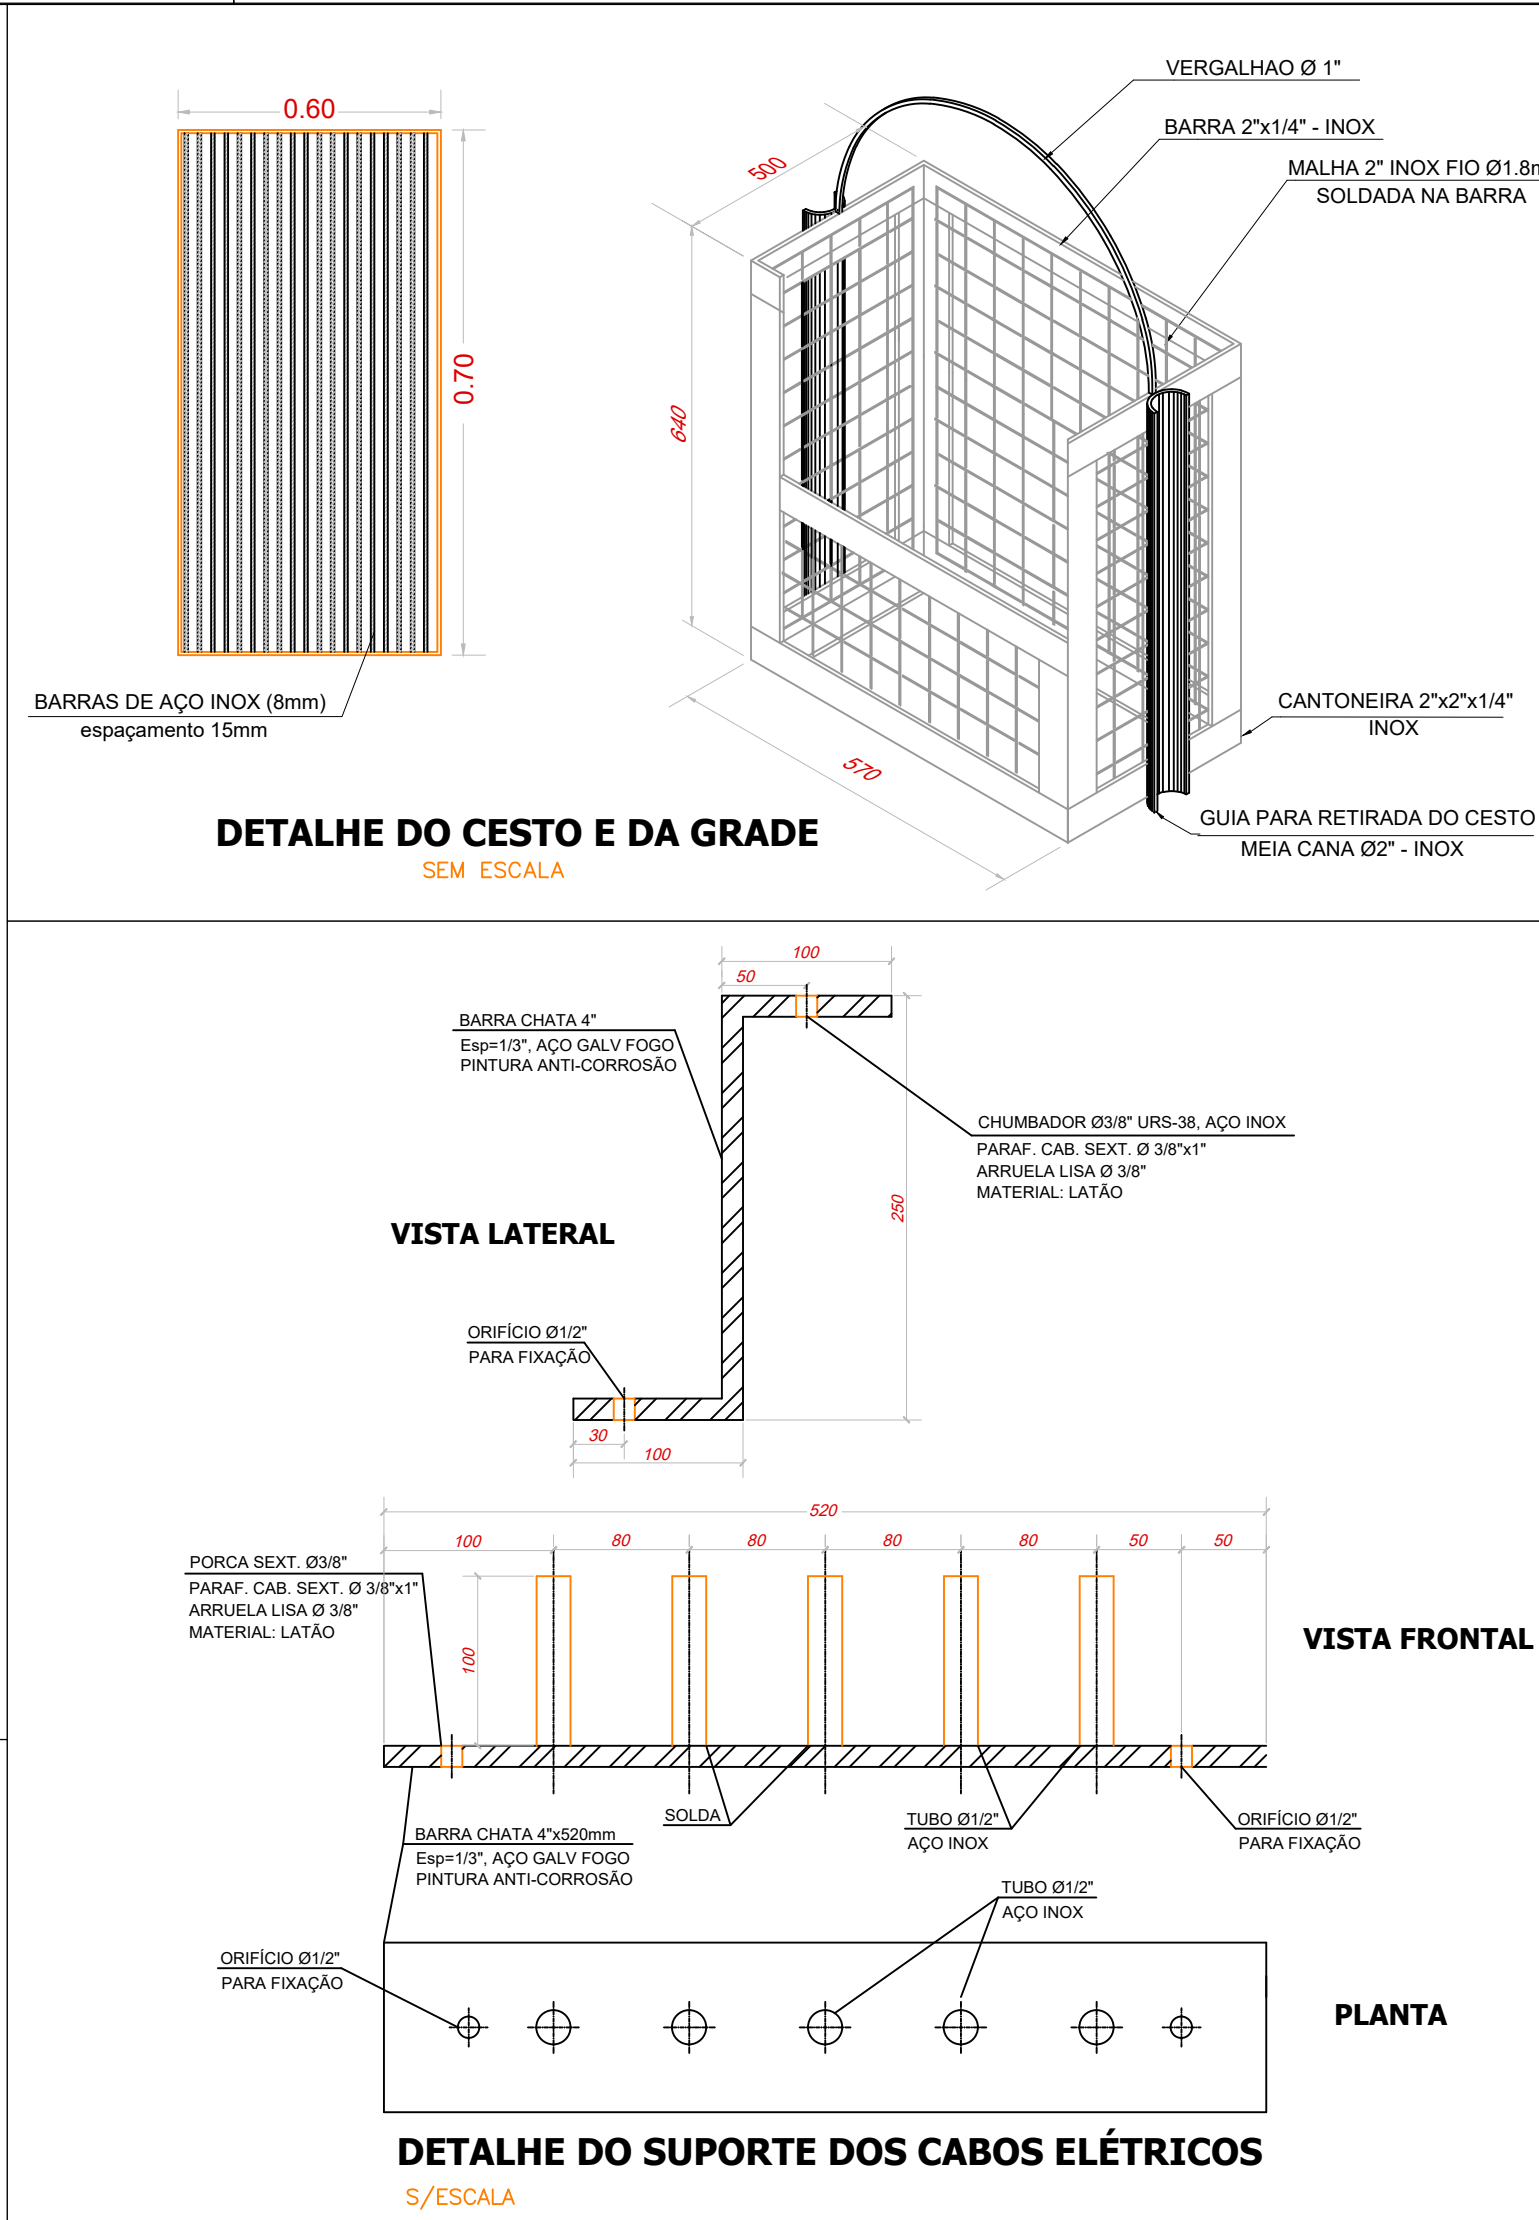 0.60
0.70
BARRAS DE AÇO INOX (8mm)
espaçamento 15mm
VERGALHAO Ø 1"
BARRA 2"x1/4" - INOX
MALHA 2" INOX FIO Ø1.8
SOLDADA NA BARRA
500
640
570
CANTONEIRA 2"x2"x1/4"
INOX
GUIA PARA RETIRADA DO CESTO
MEIA CANA Ø2" - INOX
DETALHE DO CESTO E DA GRADE
SEM ESCALA
100
50
BARRA CHATA 4"
Esp=1/3", AÇO GALV FOGO
PINTURA ANTI-CORROSÃO
CHUMBADOR Ø3/8" URS-38, AÇO INOX
PARAF. CAB. SEXT. Ø 3/8"x1"
ARRUELA LISA Ø 3/8"
MATERIAL: LATÃO
250
VISTA LATERAL
ORIFÍCIO Ø1/2"
PARA FIXAÇÃO
30
100
520
100 80 80 80 80 50 50
PORCA SEXT. Ø3/8"
PARAF. CAB. SEXT. Ø 3/8"x1"
ARRUELA LISA Ø 3/8"
MATERIAL: LATÃO
100
VISTA FRONTAL
SOLDA
TUBO Ø1/2"
AÇO INOX
ORIFÍCIO Ø1/2"
PARA FIXAÇÃO
BARRA CHATA 4"x520mm
Esp=1/3", AÇO GALV FOGO
PINTURA ANTI-CORROSÃO
TUBO Ø1/2"
AÇO INOX
ORIFÍCIO Ø1/2"
PARA FIXAÇÃO
PLANTA
DETALHE DO SUPORTE DOS CABOS ELÉTRICOS
S/ESCALA